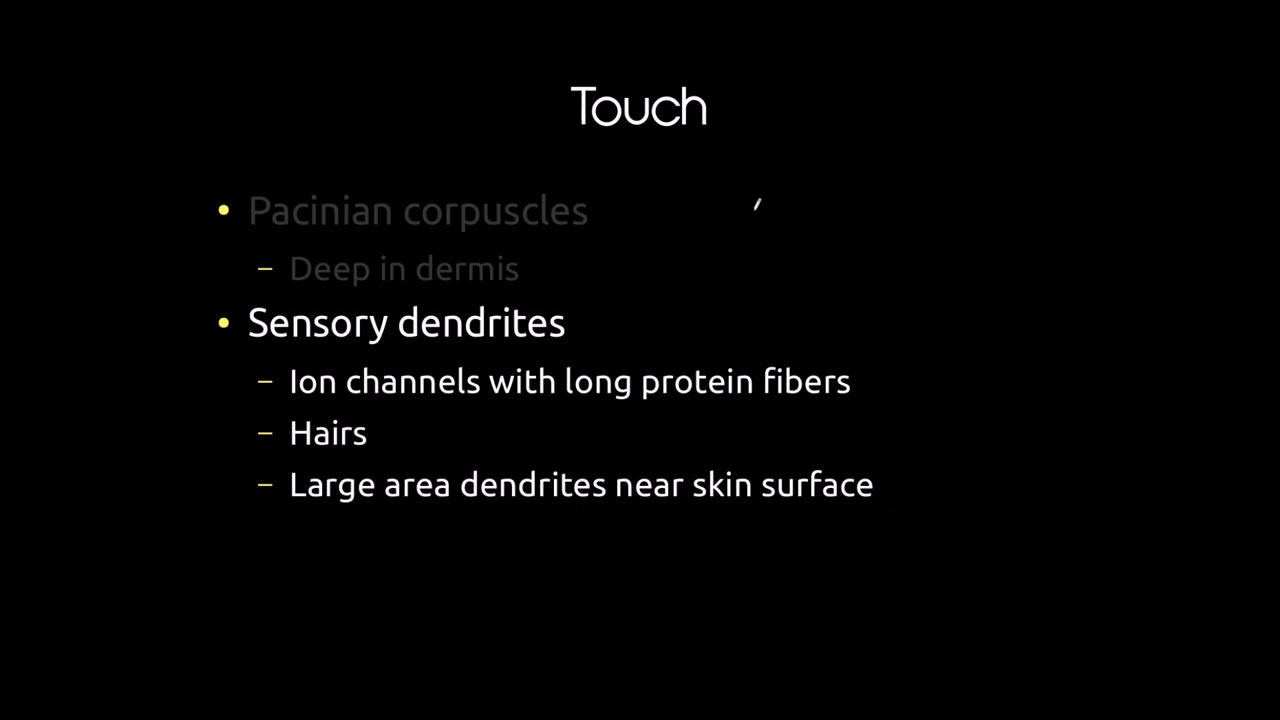 Touch
• Pacinian corpuscles
– Deep in dermis
• Sensory dendrites
– Ion channels with long protein fibers
– Hairs
– Large area dendrites near skin surface